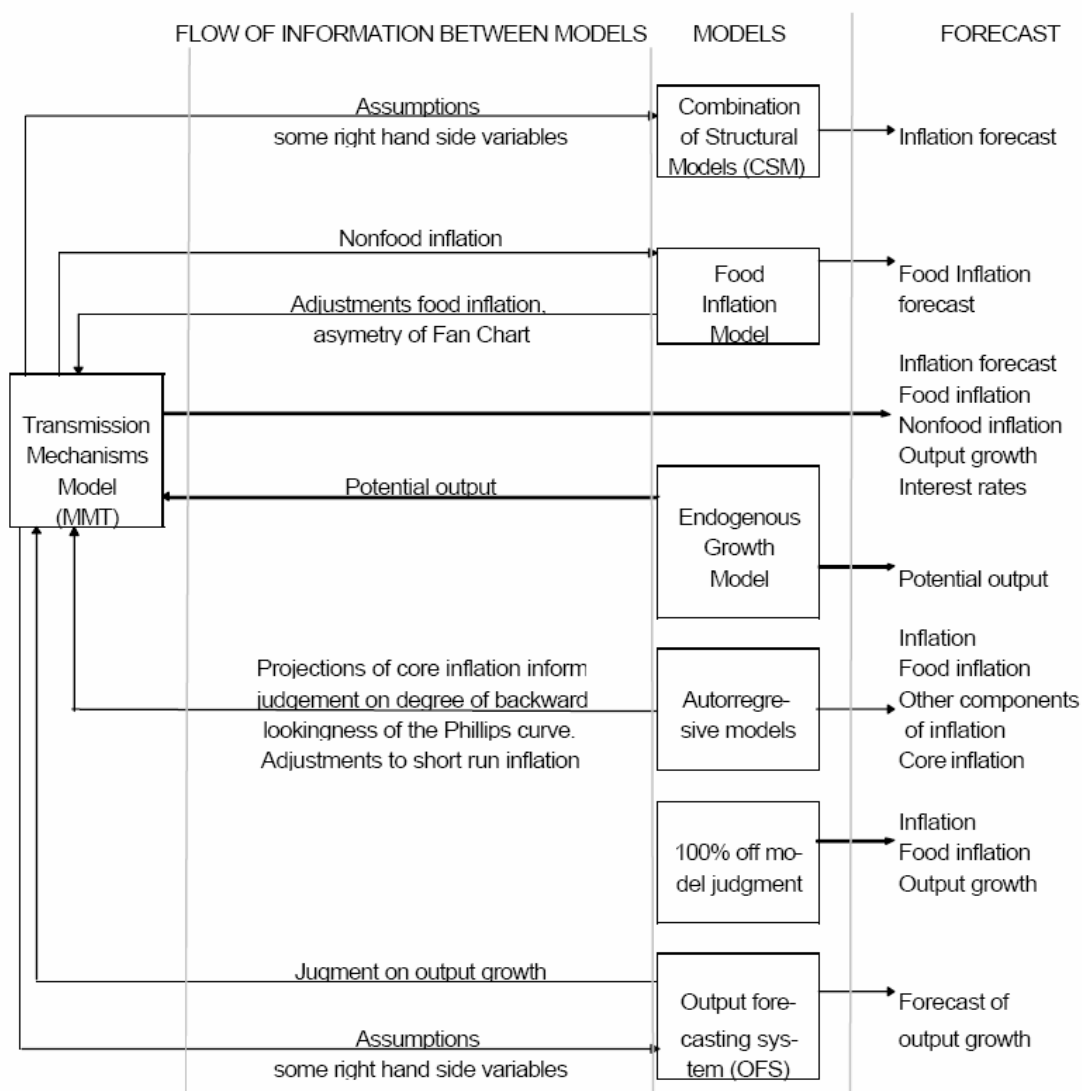 FLOW OF INFORMATION BETWEEN MODELS
MODELS
FORECAST
Assumptions
some right hand side variables
Combination
of Structural
Models (CSM)
Inflation forecast
Nonfood inflation
Adjustments food inflation,
asymetry of Fan Chart
Food
Inflation
Model
Food Inflation
forecast
Transmission
Mechanisms
Model
(MMT)
Inflation forecast
Food inflation
Nonfood inflation
Output growth
Interest rates
Potential output
Endogenous
Growth
Model
Potential output
Projections of core inflation inform
judgement on degree of backward
lookingness of the Phillips curve.
Adjustments to short run inflation
Autorregre-
sive models
Inflation
Food inflation
Other components
of inflation
Core inflation
100% off mo-
del judgment
Inflation
Food inflation
Output growth
Jugment on output growth
Assumptions
some right hand side variables
Output fore-
casting sys-
tem (OFS)
Forecast of
output growth